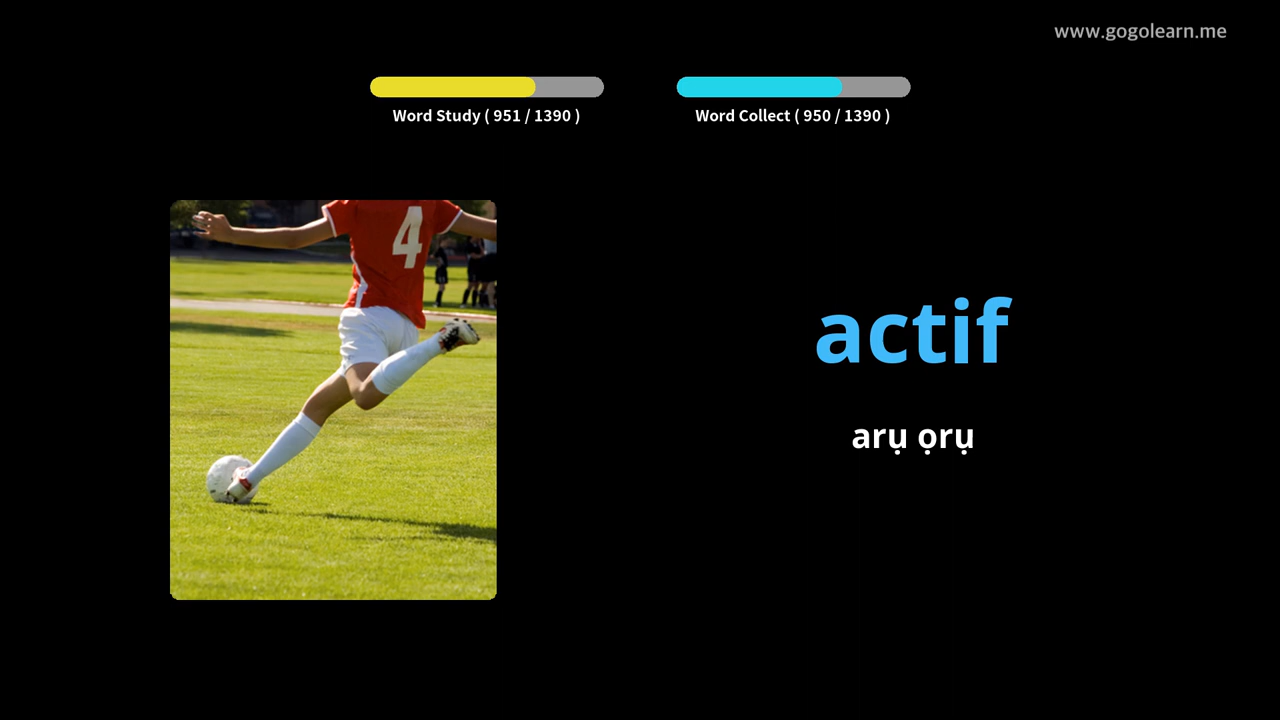 www.gogolearn.me
Word Study ( 951 / 1390 )
Word Collect ( 950 / 1390 )
4
actif
arụ ọrụ